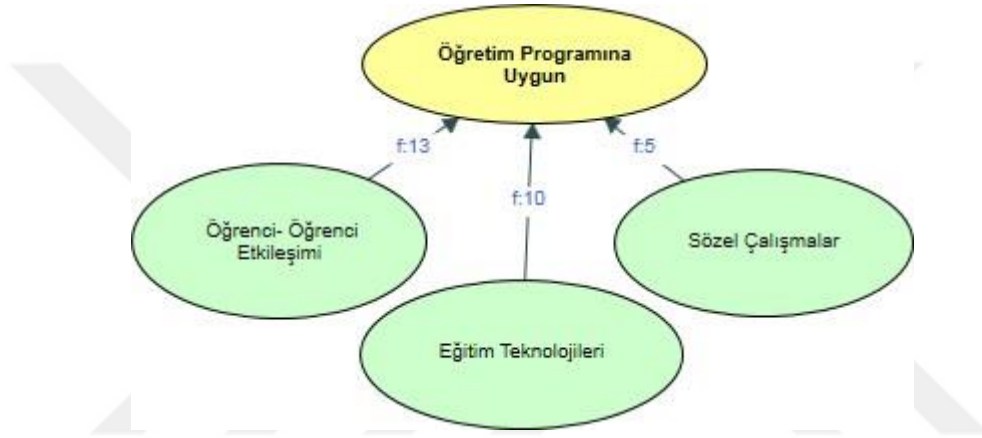 Öğretim Programına
Uygun
f:13
f:5
f:10
Öğrenci- Öğrenci
Etkileşimi
Sözel Çalışmalar
Eğitim Teknolojileri